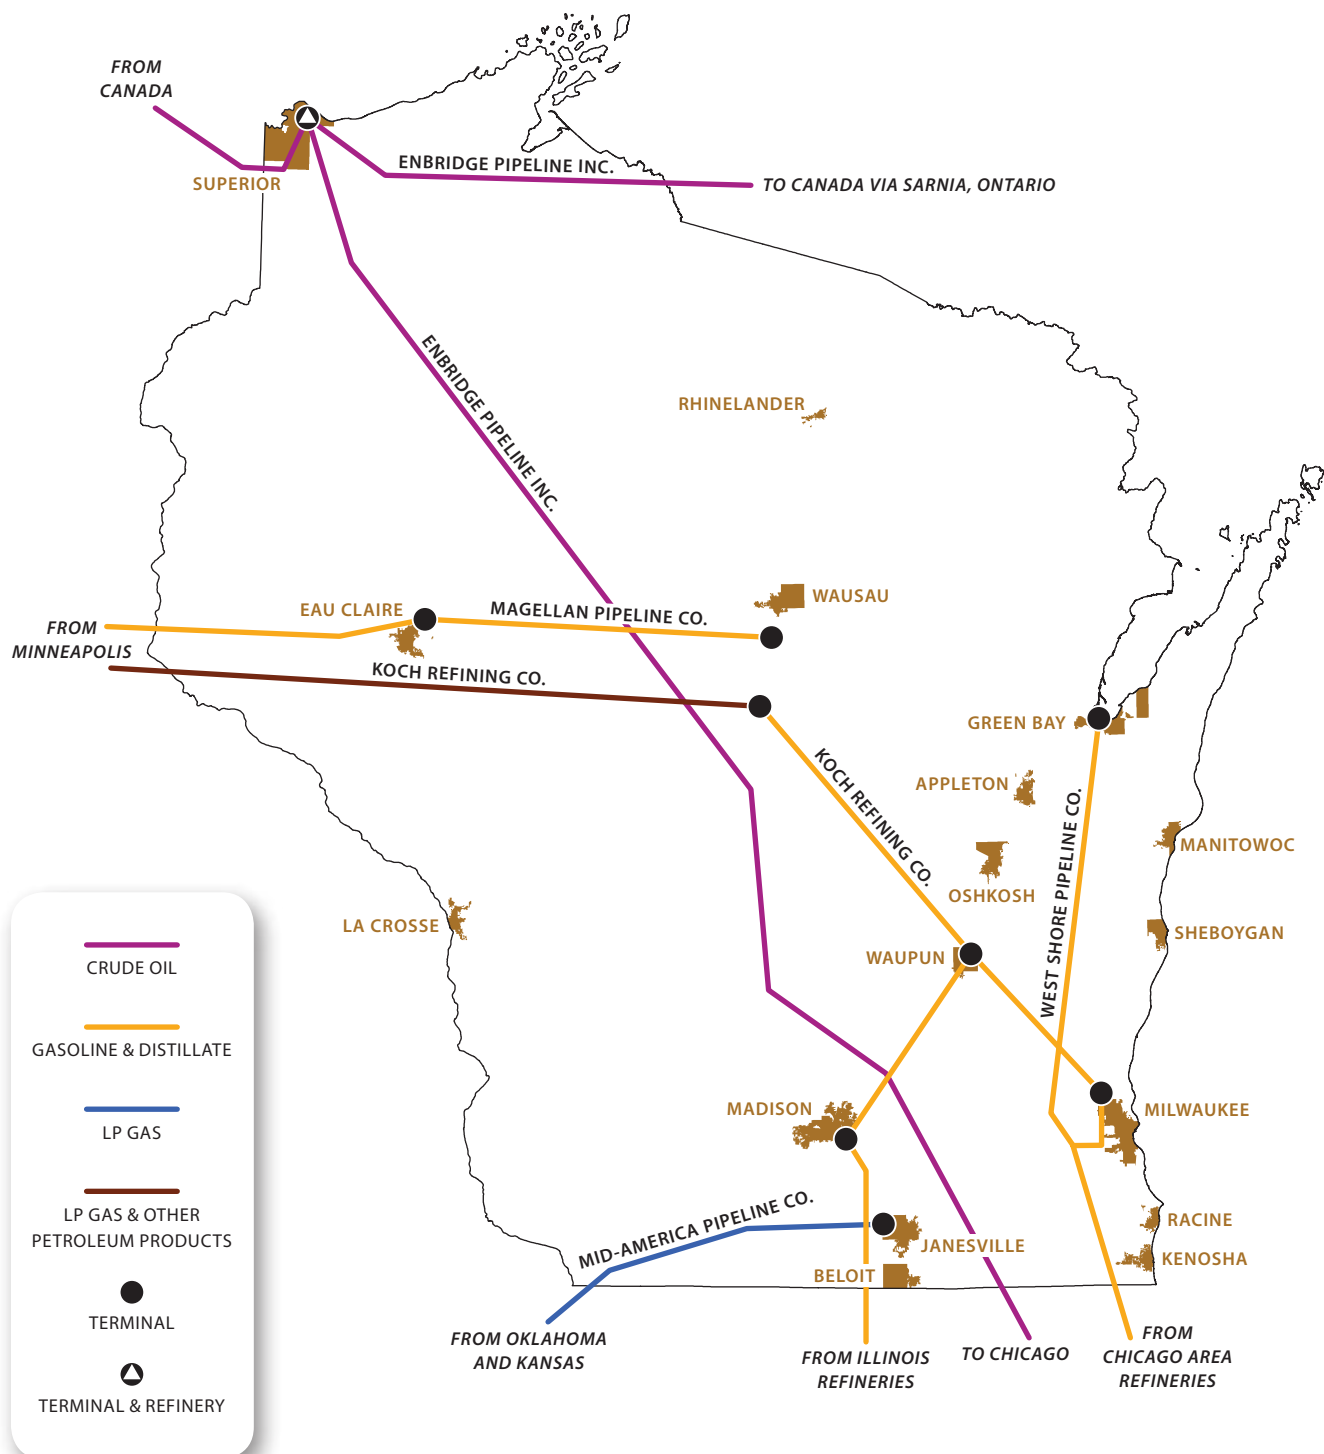 FROM
CANADA
SUPERIOR
ENBRIDGE PIPELINE INC.
TO CANADA VIA SARNIA, ONTARIO
ENBRIDGE PIPELINE INC.
RHINELANDER
WAUSAU
EAU CLAIRE
MAGELLAN PIPELINE CO.
FROM
MINNEAPOLIS
KOCH REFINING CO.
GREEN BAY
KOCH REFINING CO.
APPLETON
WEST SHORE PIPELINE CO.
MANITOWOC
OSHKOSH
LA CROSSE
SHEBOYGAN
WAUPUN
MADISON
MILWAUKEE
MID-AMERICA PIPELINE CO.
RACINE
JANESVILLE
KENOSHA
BELOIT
FROM OKLAHOMA
AND KANSAS
FROM ILLINOIS
REFINERIES
TO CHICAGO
FROM
CHICAGO AREA
REFINERIES
CRUDE OIL
GASOLINE & DISTILLATE
LP GAS
LP GAS & OTHER
PETROLEUM PRODUCTS
TERMINAL
TERMINAL & REFINERY